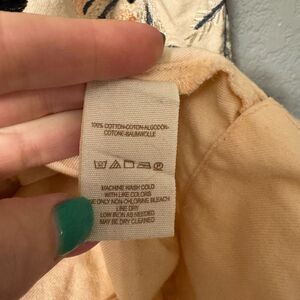 100% COTTON-COTON-ALGODON-
COTONE-BAUMWOLLE
MACHINE WASH COLD
WITH LIKE COLORS
USE ONLY NON-CHLORINE BLEACH
LINE DRY
LOW IRON AS NEEDED
MAY BE DRY CLEANED